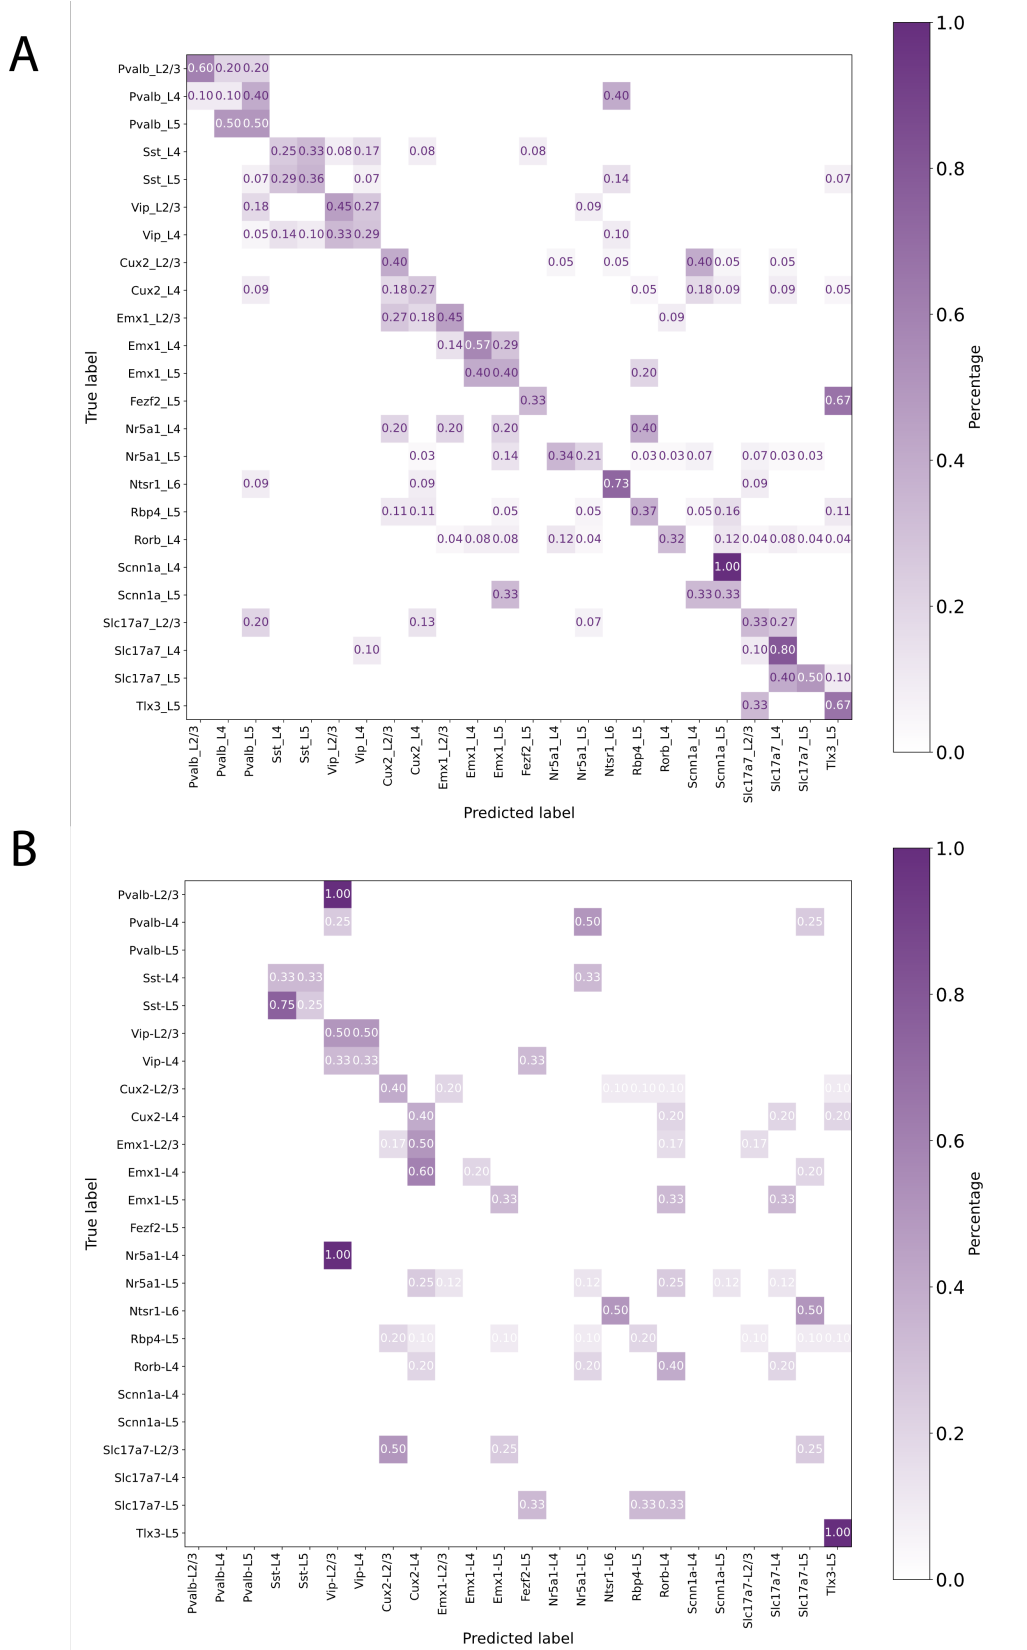 A
Pvalb_L2/3 0.60 0.20 0.20
Pvalb_L4 0.10 0.10 0.40 0.40
Pvalb_L5 0.50 0.50
Sst_L4 0.25 0.33 0.08 0.17 0.08 0.08
Sst_L5 0.07 0.29 0.36 0.07 0.14 0.07
Vip_L2/3 0.18 0.45 0.27 0.09
Vip_L4 0.05 0.14 0.10 0.33 0.29 0.10
Cux2_L2/3 0.40 0.05 0.05 0.40 0.05 0.05
Cux2_L4 0.09 0.18 0.27 0.05 0.18 0.09 0.09 0.05
Emx1_L2/3 0.27 0.18 0.45 0.09
Emx1_L4 0.14 0.57 0.29
Emx1_L5 0.40 0.40 0.20
Fezf2_L5 0.33 0.67
Nr5a1_L4 0.20 0.20 0.20 0.40
Nr5a1_L5 0.03 0.14 0.34 0.21 0.03 0.03 0.07 0.07 0.03 0.03
Ntsr1_L6 0.09 0.09 0.73 0.09
Rbp4_L5 0.11 0.11 0.05 0.05 0.37 0.05 0.16 0.11
Rorb_L4 0.04 0.08 0.08 0.12 0.04 0.32 0.12 0.04 0.08 0.04 0.04
Scnn1a_L4 1.00
Scnn1a_L5 0.33 0.33 0.33
Slc17a7_L2/3 0.20 0.13 0.07 0.33 0.27
Slc17a7_L4 0.10 0.10 0.80
Slc17a7_L5 0.40 0.50 0.10
Tlx3_L5 0.33 0.67
True label
Pvalb_L2/3 Pvalb_L4 Pvalb_L5 Sst_L4 Sst_L5 Vip_L2/3 Vip_L4 Cux2_L2/3 Cux2_L4 Emx1_L2/3 Emx1_L4 Emx1_L5 Fezf2_L5 Nr5a1_L4 Nr5a1_L5 Ntsr1_L6 Rbp4_L5 Rorb_L4 Scnn1a_L4 Scnn1a_L5 Slc17a7_L2/3 Slc17a7_L4 Slc17a7_L5 Tlx3_L5
Predicted label
1.0
0.8
0.6
0.4
0.2
0.0
Percentage
B
Pvalb-L2/3 1.00
Pvalb-L4 0.25 0.50 0.25
Pvalb-L5
Sst-L4 0.33 0.33 0.33
Sst-L5 0.75 0.25
Vip-L2/3 0.50 0.50
Vip-L4 0.33 0.33 0.33
Cux2-L2/3 0.40 0.20 0.10 0.10 0.10 0.10
Cux2-L4 0.40 0.20 0.20 0.20
Emx1-L2/3 0.17 0.50 0.17 0.17
Emx1-L4 0.60 0.20 0.20
Emx1-L5 0.33 0.33 0.33
Fezf2-L5
Nr5a1-L4 1.00
Nr5a1-L5 0.25 0.12 0.12 0.25 0.12 0.12
Ntsr1-L6 0.50 0.50
Rbp4-L5 0.20 0.10 0.10 0.10 0.20 0.10 0.10 0.10
Rorb-L4 0.20 0.20 0.40 0.20
Scnn1a-L4
Scnn1a-L5
Slc17a7-L2/3 0.50 0.25 0.25
Slc17a7-L4
Slc17a7-L5 0.33 0.33 0.33
Tlx3-L5 1.00
True label
Pvalb-L2/3 Pvalb-L4 Pvalb-L5 Sst-L4 Sst-L5 Vip-L2/3 Vip-L4 Cux2-L2/3 Cux2-L4 Emx1-L2/3 Emx1-L4 Emx1-L5 Fezf2-L5 Nr5a1-L4 Nr5a1-L5 Ntsr1-L6 Rbp4-L5 Rorb-L4 Scnn1a-L4 Scnn1a-L5 Slc17a7-L2/3 Slc17a7-L4 Slc17a7-L5 Tlx3-L5
Predicted label
1.0
0.8
0.6
0.4
0.2
0.0
Percentage